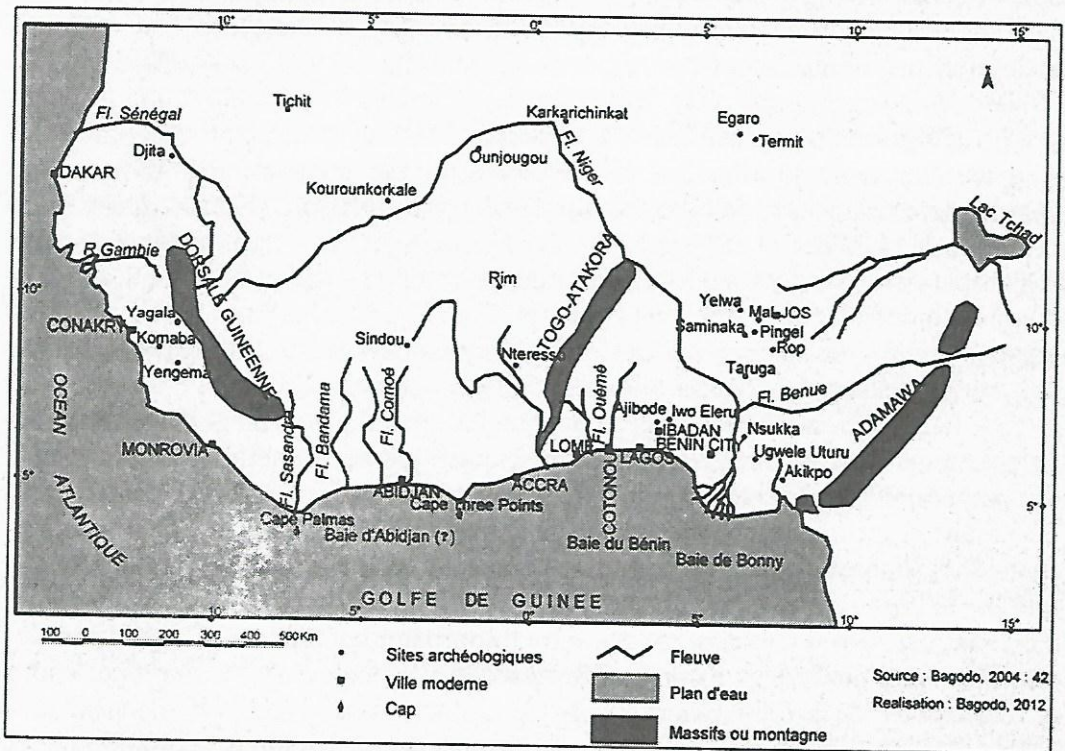 10°
5°
0°
5°
10°
15°
Tichit
Karkarichinkat
Egaro
Termit
Fl. Sénégal
Djita
Ounjougou
Fl. Niger
DAKAR
Kourounkorkale
Lac Tchad
R.Gambie
DORSALE GUINEENNE
TOGO-ATAKORA
10°
Rim
Yelwa
JOS
10°
Yagala
CONAKRY
Komaba
Saminaka
Pingel
Sindou
Rop
Yengema
Nteresso
Taruga
Fl. Benue
OCEAN ATLANTIQUE
Fl. Sasandra
Fl. Bandama
Fl. Comoé
Fl. Ouémé
Ajibode
Iwo Eleru
Nsukka
ADAMAWA
IBADAN
MONROVIA
LOME
BENIN CITY
Ugwele Uturu
LAGOS
Akikpo
5°
ABIDJAN
ACCRA
COTONOU
5°
Cape Palmas
Cape Three Points
Baie d'Abidjan (?)
Baie du Bénin
Baie de Bonny
GOLFE DE GUINEE
10°
5°
0°
5°
10°
15°
100 0 100 200 300 400 500Km
Sites archéologiques
Ville moderne
Cap
Fleuve
Plan d'eau
Massifs ou montagne
Source : Bagodo, 2004 : 42
Realisation : Bagodo, 2012